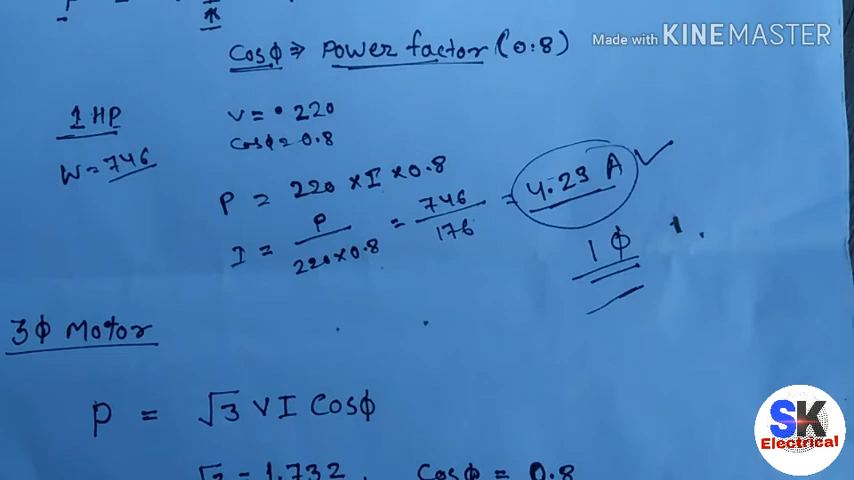 Made with KINEMASTER
Cosϕ ⇒ Power factor (0.8)
1 HP
V = 220
cosϕ = 0.8
W = 746
P = 220 × I × 0.8
I = P / 220×0.8 = 746 / 176 = 4.23 A ✓
1 ϕ
3ϕ Motor
P = √3 V I Cosϕ
√3 = 1.732, Cosϕ = 0.8
SK
Electrical